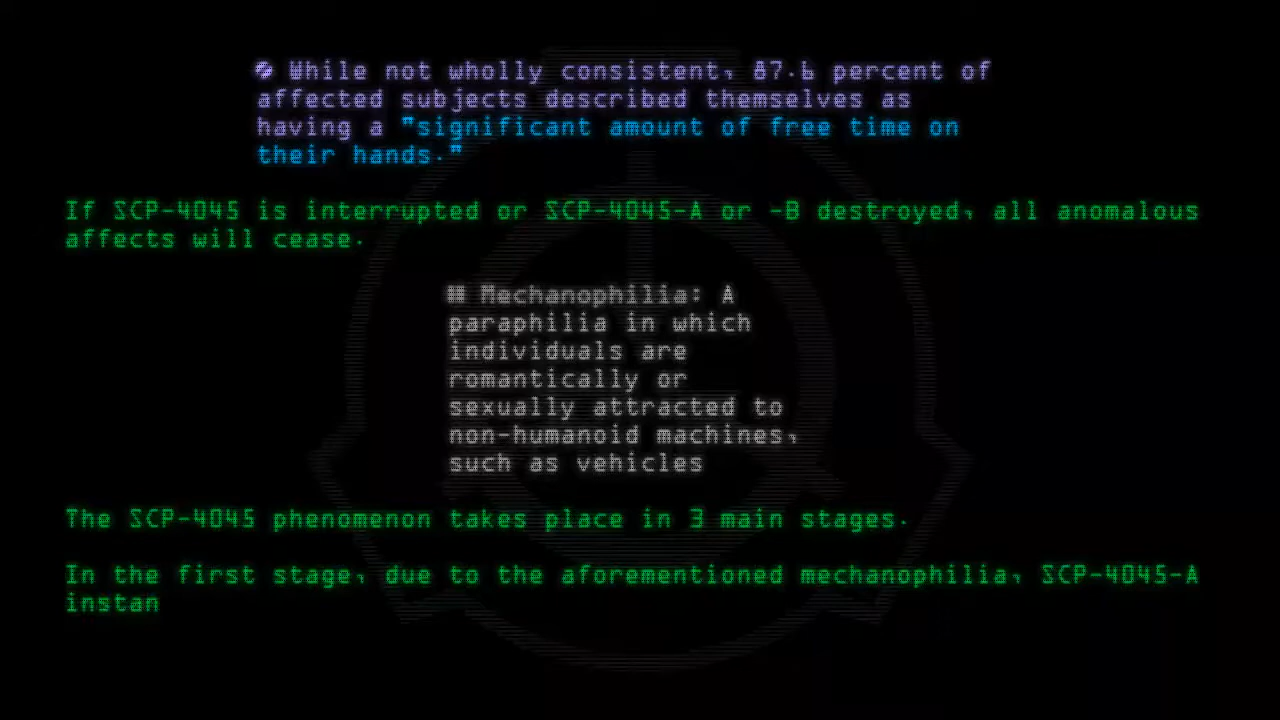 While not wholly consistent, 87.6 percent of
affected subjects described themselves as
having a "significant amount of free time on
their hands."
If SCP-4045 is interrupted or SCP-4045-A or -B destroyed, all anomalous
affects will cease.
Mechanophilia: A
paraphilia in which
individuals are
romantically or
sexually attracted to
non-humanoid machines,
such as vehicles
The SCP-4045 phenomenon takes place in 3 main stages.
In the first stage, due to the aforementioned mechanophilia, SCP-4045-A
instan